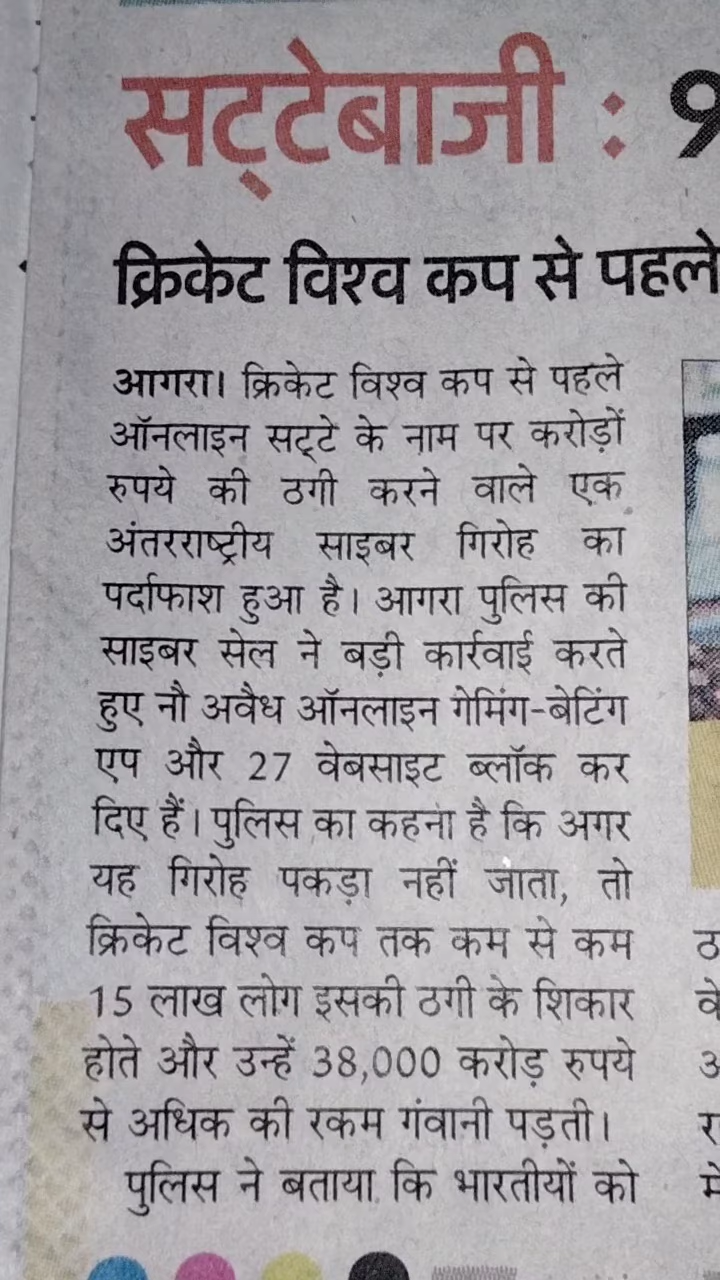 सट्टेबाजी : ९
क्रिकेट विश्व कप से पहले
आगरा। क्रिकेट विश्व कप से पहले
ऑनलाइन सट्टे के नाम पर करोड़ों
रुपये की ठगी करने वाले एक
अंतरराष्ट्रीय साइबर गिरोह का
पर्दाफाश हुआ है। आगरा पुलिस की
साइबर सेल ने बड़ी कार्रवाई करते
हुए नौ अवैध ऑनलाइन गेमिंग-बेटिंग
एप और 27 वेबसाइट ब्लॉक कर
दिए हैं। पुलिस का कहना है कि अगर
यह गिरोह पकड़ा नहीं जाता, तो
क्रिकेट विश्व कप तक कम से कम
15 लाख लोग इसकी ठगी के शिकार
होते और उन्हें 38,000 करोड़ रुपये
से अधिक की रकम गंवानी पड़ती।
पुलिस ने बताया कि भारतीयों को